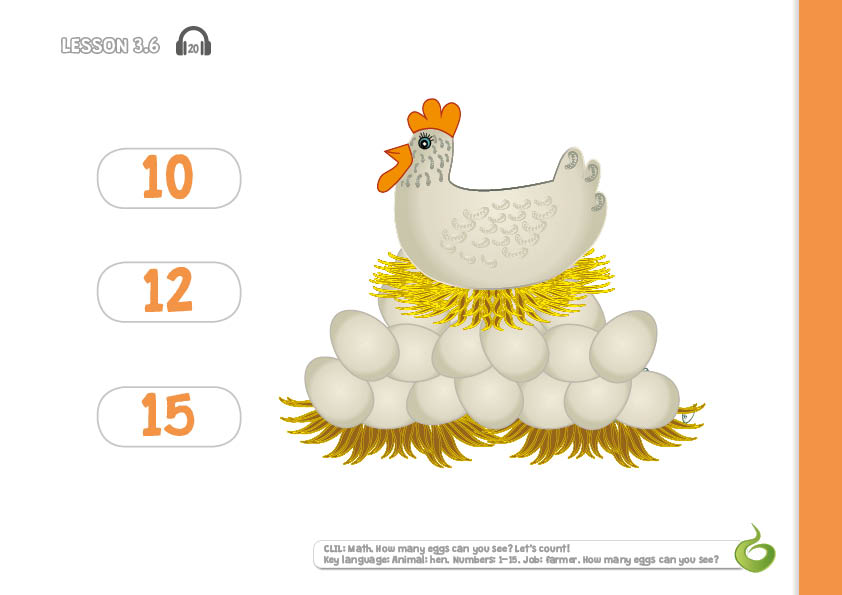 LESSON 3.6
20
10
12
15
CLIL: Math. How many eggs can you see? Let's count!
Key language: Animal: hen. Numbers: 1-15. Job: farmer. How many eggs can you see?